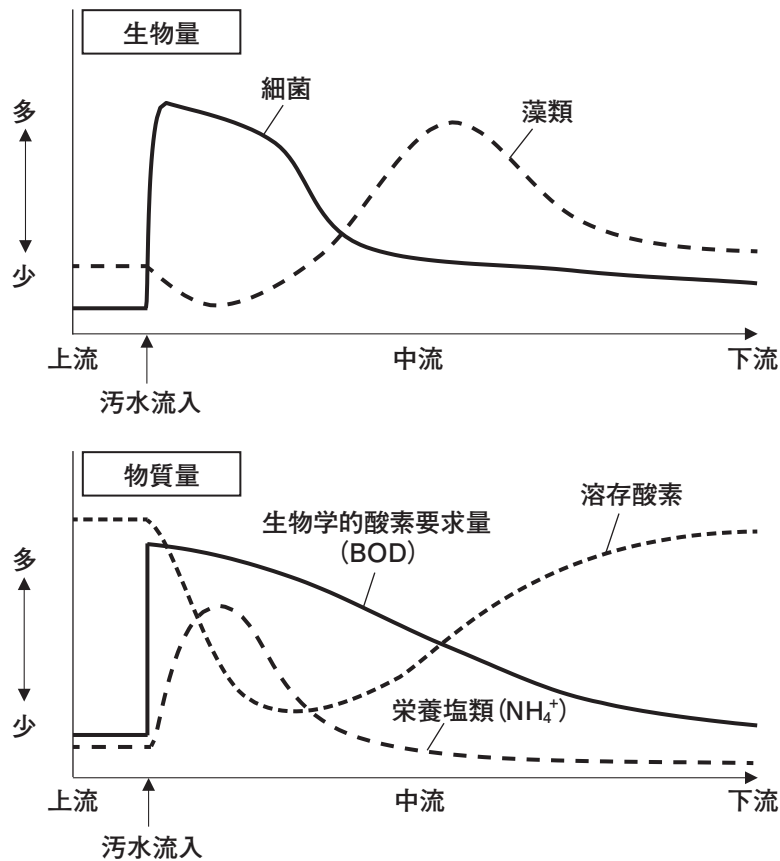 生物量
細菌
藻類
多
少
上流
中流
下流
汚水流入
物質量
溶存酸素
生物学的酸素要求量
(BOD)
多
少
栄養塩類(NH₄⁺)
上流
中流
下流
汚水流入